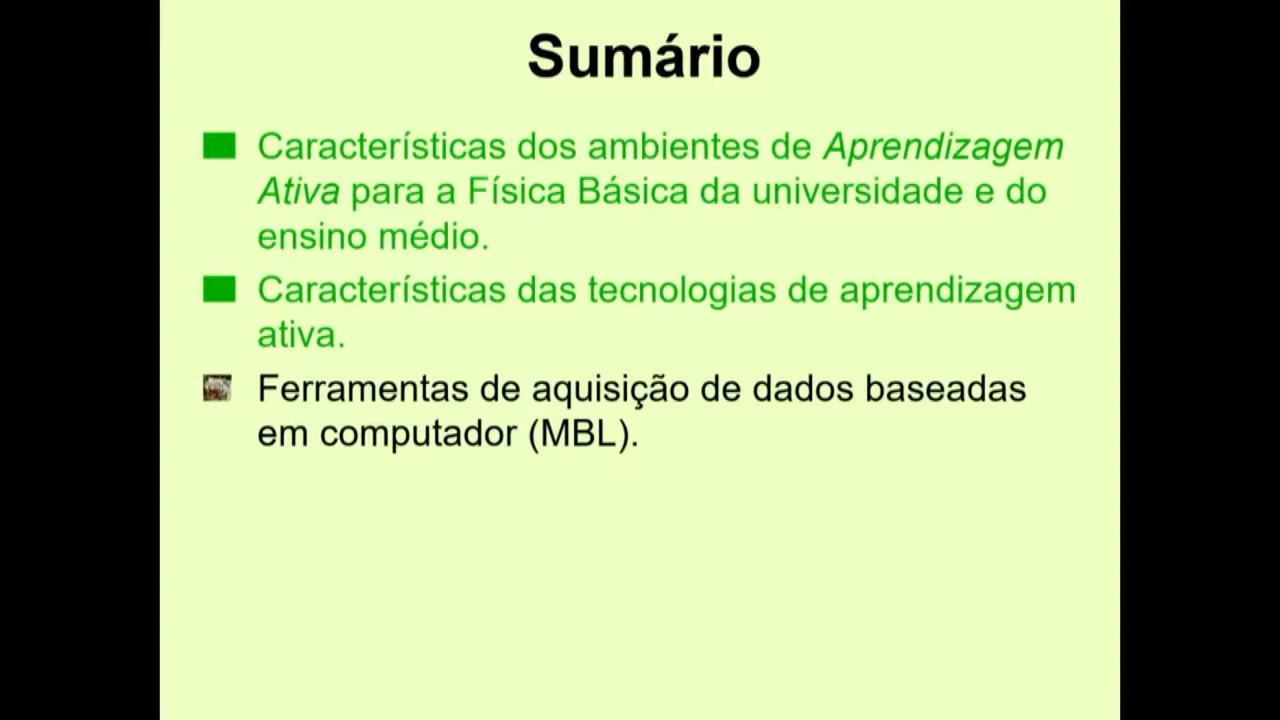 Sumário
Características dos ambientes de Aprendizagem
Ativa para a Física Básica da universidade e do
ensino médio.
Características das tecnologias de aprendizagem
ativa.
Ferramentas de aquisição de dados baseadas
em computador (MBL).